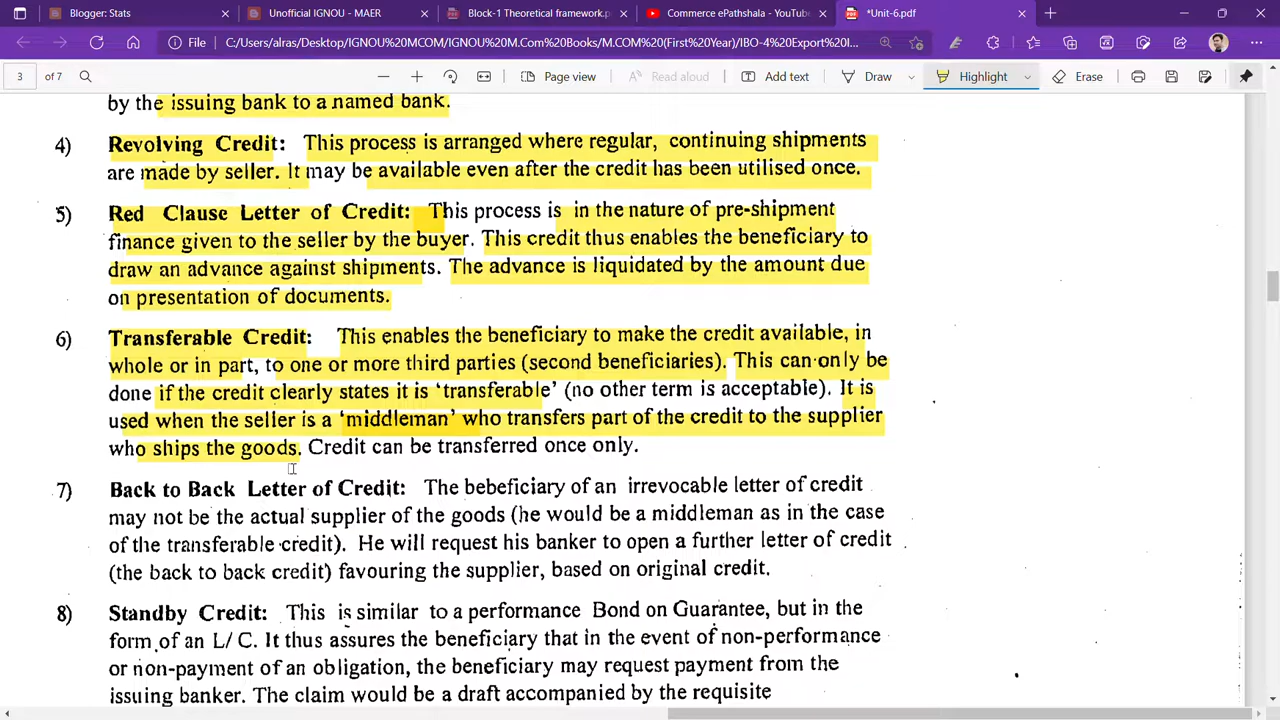 Blogger: Stats
Unofficial IGNOU - MAER
Block-1 Theoretical framework.p
Commerce ePathshala - YouTube
*Unit-6.pdf
File
C:/Users/alras/Desktop/IGNOU%20MCOM/IGNOU%20M.Com%20Books/M.COM%20(First%20Year)/IBO-4%20Export%20I...
3
of 7
Page view
Read aloud
Add text
Draw
Highlight
Erase
by the issuing bank to a named bank.
4) Revolving Credit: This process is arranged where regular, continuing shipments
are made by seller. It may be available even after the credit has been utilised once.
5) Red Clause Letter of Credit: This process is in the nature of pre-shipment
finance given to the seller by the buyer. This credit thus enables the beneficiary to
draw an advance against shipments. The advance is liquidated by the amount due
on presentation of documents.
6) Transferable Credit: This enables the beneficiary to make the credit available, in
whole or in part, to one or more third parties (second beneficiaries). This can only be
done if the credit clearly states it is 'transferable' (no other term is acceptable). It is
used when the seller is a 'middleman' who transfers part of the credit to the supplier
who ships the goods. Credit can be transferred once only.
7) Back to Back Letter of Credit: The bebeficiary of an irrevocable letter of credit
may not be the actual supplier of the goods (he would be a middleman as in the case
of the transferable credit). He will request his banker to open a further letter of credit
(the back to back credit) favouring the supplier, based on original credit.
8) Standby Credit: This is similar to a performance Bond on Guarantee, but in the
form of an L/C. It thus assures the beneficiary that in the event of non-performance
or non-payment of an obligation, the beneficiary may request payment from the
issuing banker. The claim would be a draft accompanied by the requisite